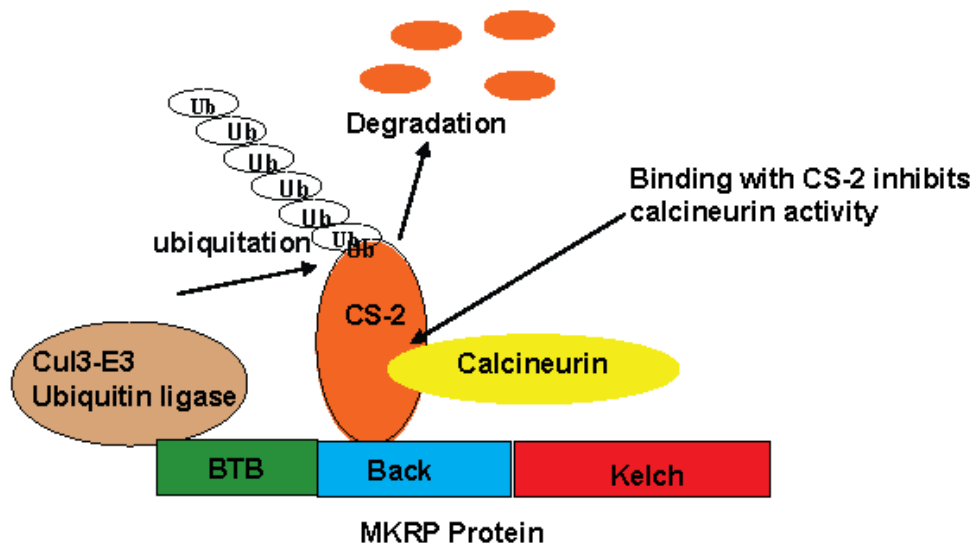 Ub
Ub
Ub
Ub
Ub
Ub
Ub
Degradation
ubiquitation
Binding with CS-2 inhibits
calcineurin activity
CS-2
Cul3-E3
Ubiquitin ligase
Calcineurin
BTB
Back
Kelch
MKRP Protein